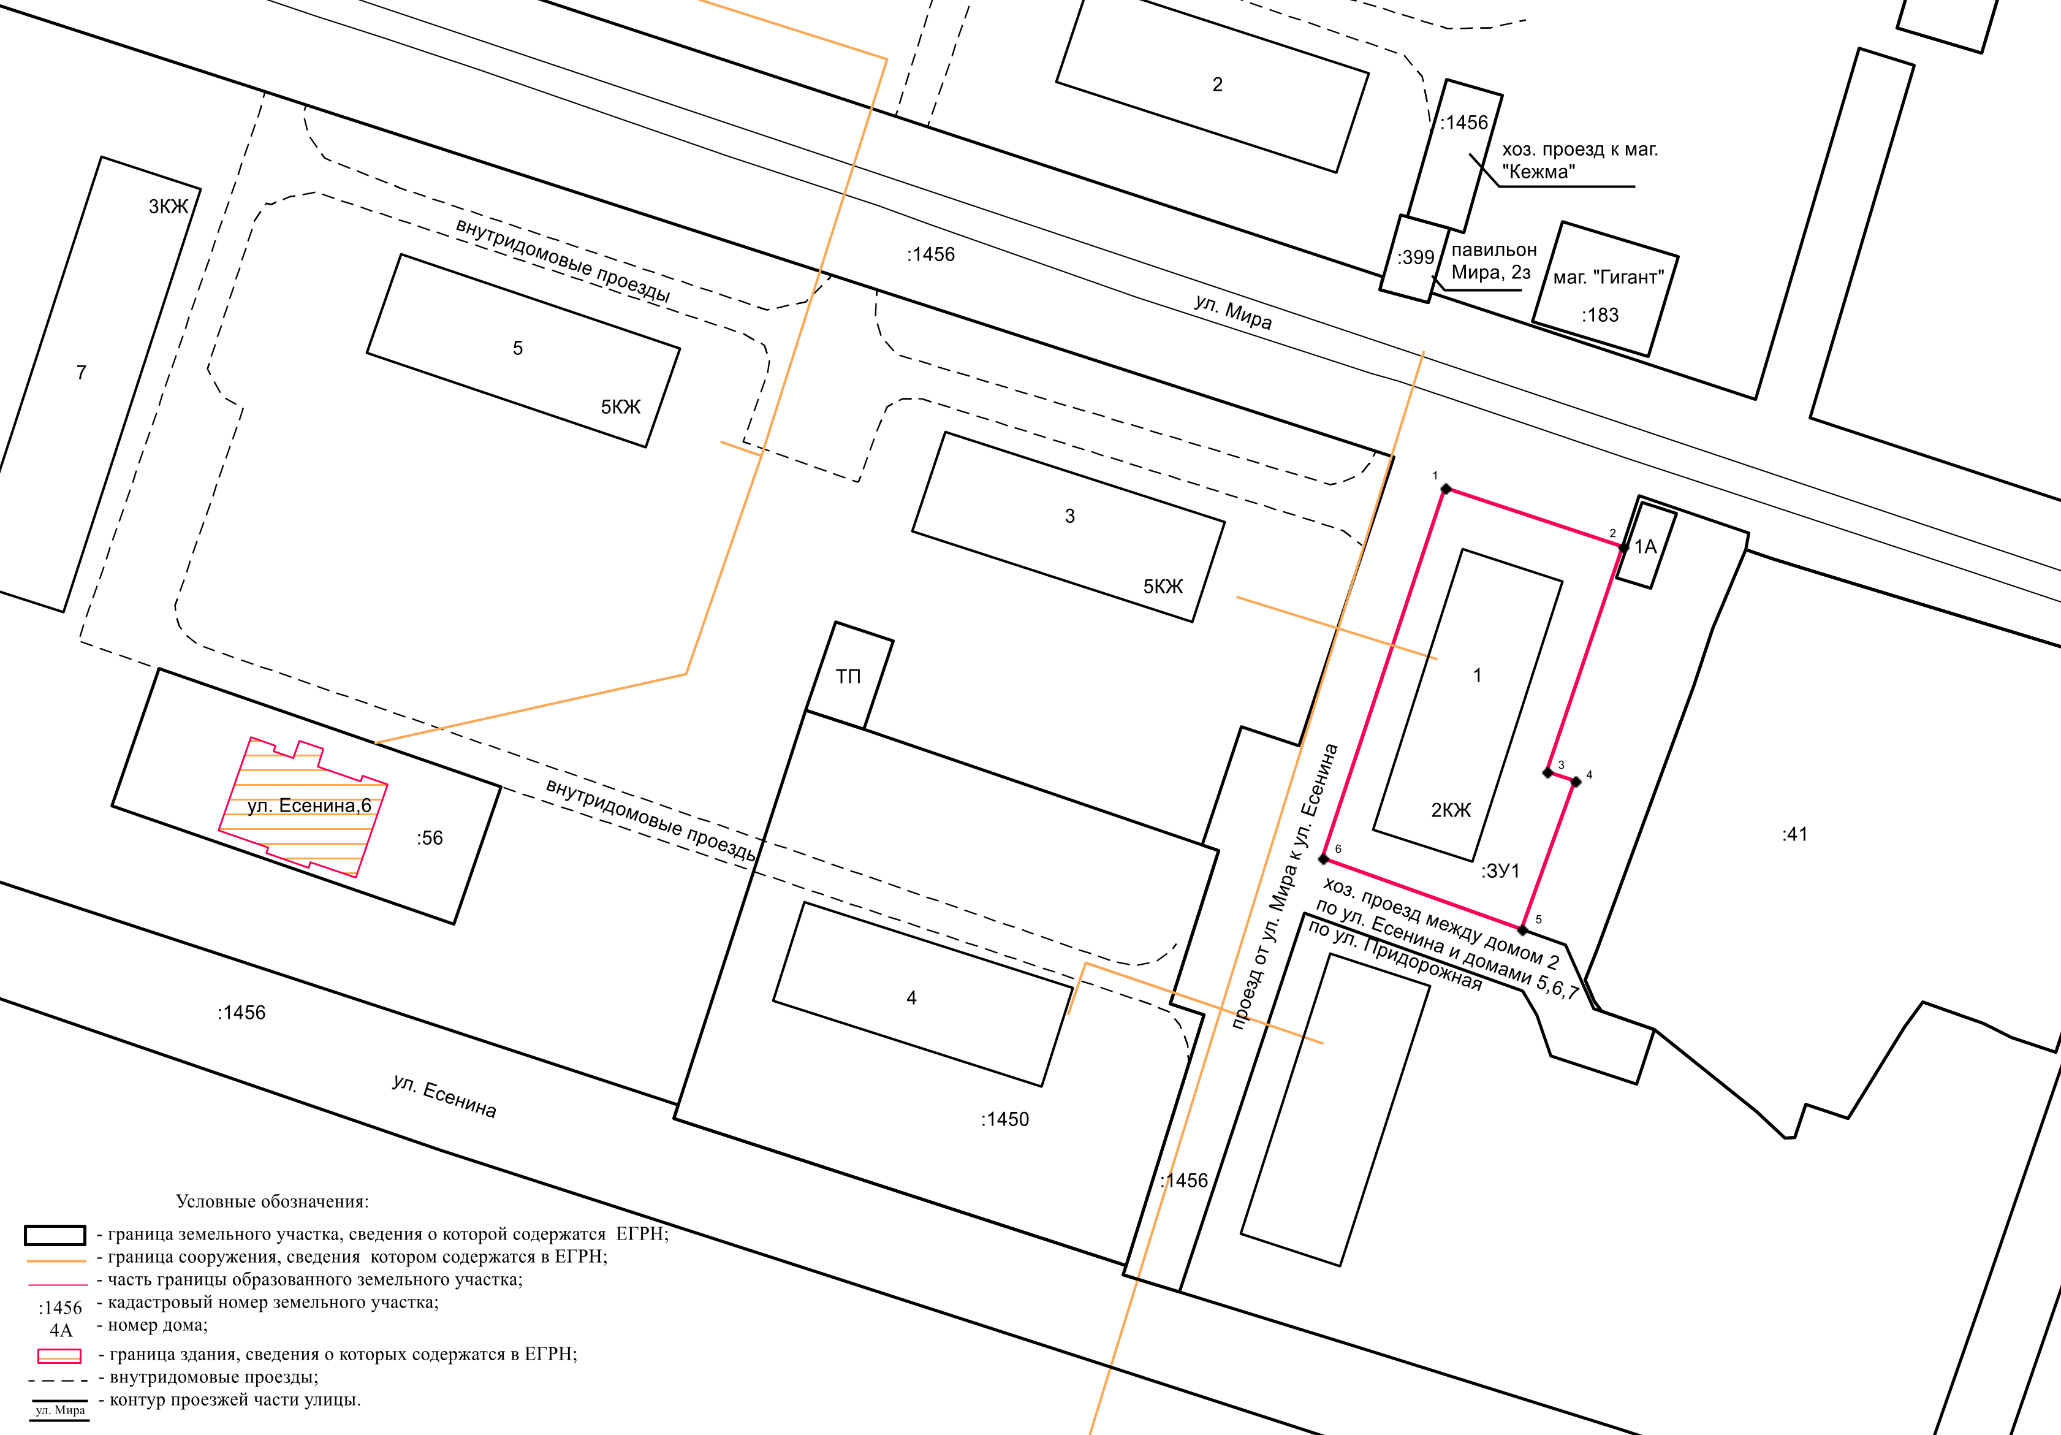 2
:1456
хоз. проезд к маг.
"Кежма"
3КЖ
внутридомовые проезды
:1456
:399
павильон
Мира, 2з
маг. "Гигант"
:183
ул. Мира
5
7
5КЖ
1
2
1А
3
5КЖ
ТП
1
3
4
2КЖ
:ЗУ1
6
5
:41
ул. Есенина,6
:56
внутридомовые проезды
проезд от ул. Мира к ул. Есенина
хоз. проезд между домом 2
по ул. Есенина и домами 5,6,7
по ул. Придорожная
4
:1456
ул. Есенина
:1450
:1456
Условные обозначения:
- граница земельного участка, сведения о которой содержатся ЕГРН;
- граница сооружения, сведения котором содержатся в ЕГРН;
- часть границы образованного земельного участка;
:1456 - кадастровый номер земельного участка;
4А - номер дома;
- граница здания, сведения о которых содержатся в ЕГРН;
- внутридомовые проезды;
- контур проезжей части улицы.
ул. Мира